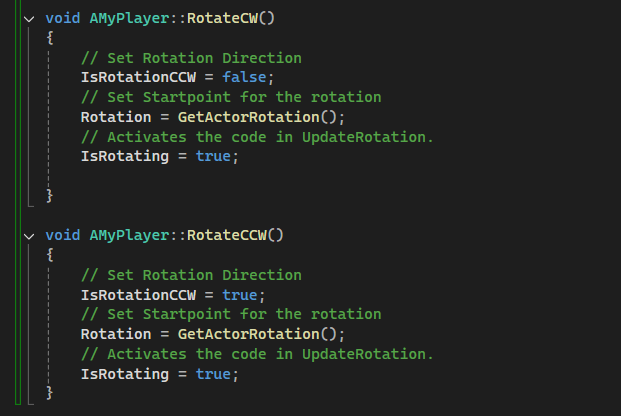 void AMyPlayer::RotateCW()
{
// Set Rotation Direction
IsRotationCCW = false;
// Set Startpoint for the rotation
Rotation = GetActorRotation();
// Activates the code in UpdateRotation.
IsRotating = true;
}
void AMyPlayer::RotateCCW()
{
// Set Rotation Direction
IsRotationCCW = true;
// Set Startpoint for the rotation
Rotation = GetActorRotation();
// Activates the code in UpdateRotation.
IsRotating = true;
}